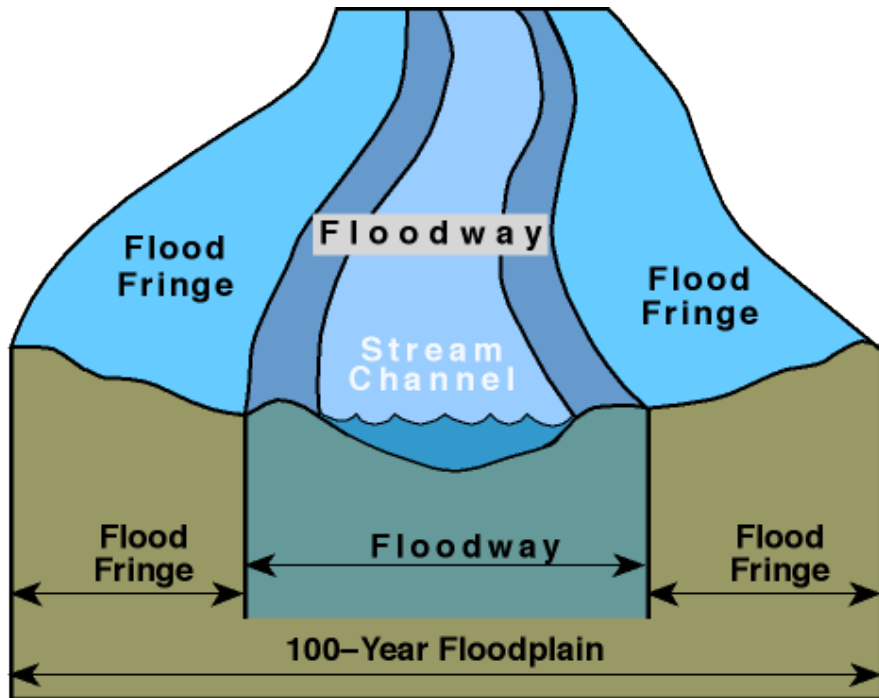 Floodway
Flood
Fringe
Flood
Fringe
Stream
Channel
Flood
Fringe
Floodway
Flood
Fringe
100–Year Floodplain